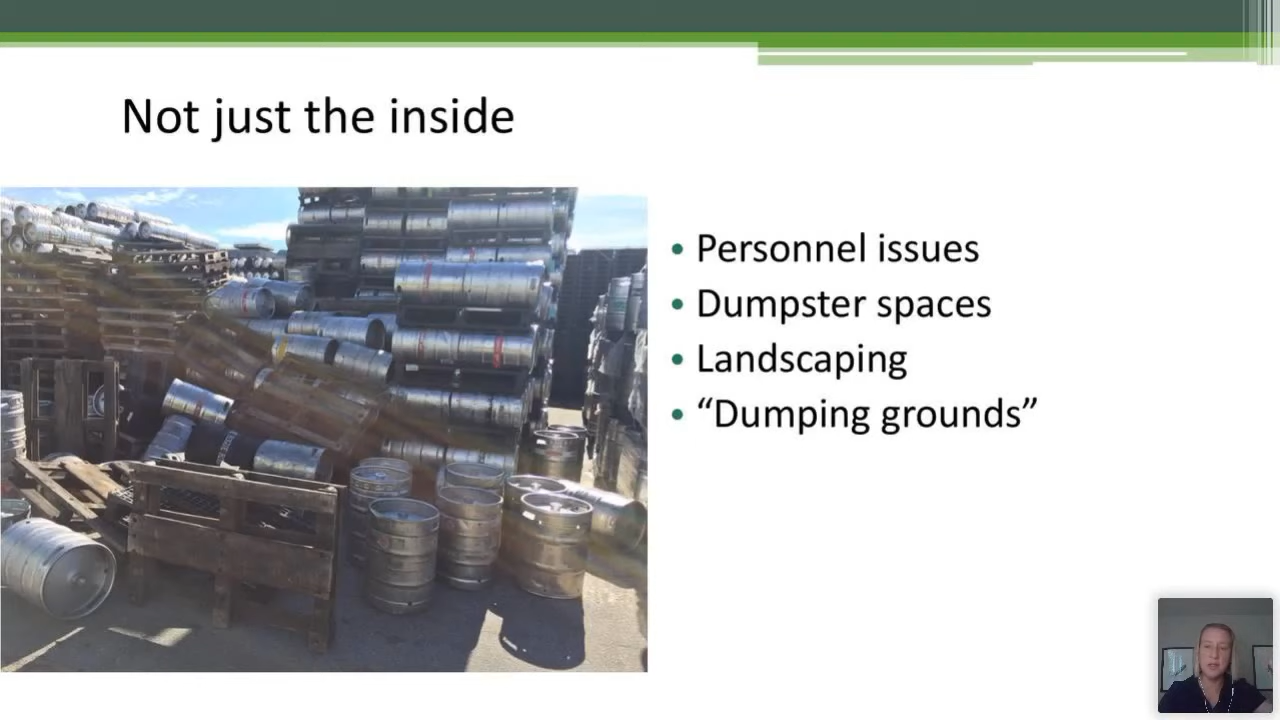 Not just the inside
• Personnel issues
• Dumpster spaces
• Landscaping
• “Dumping grounds”